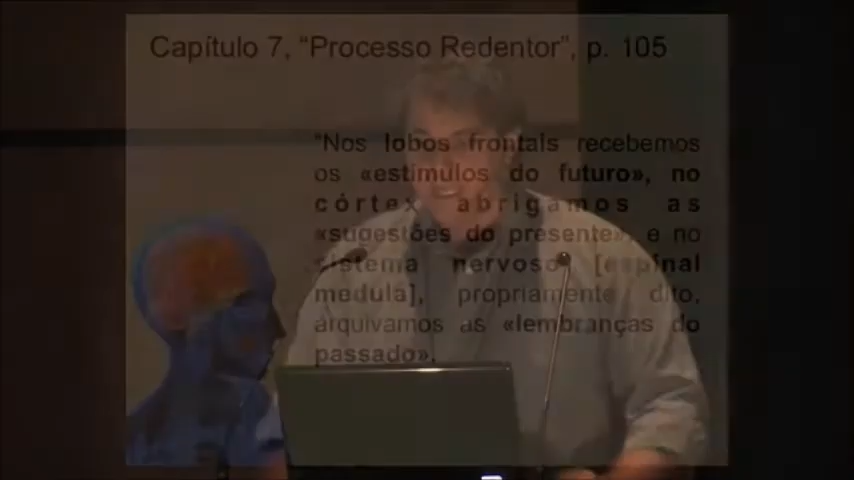 Capítulo 7, “Processo Redentor”, p. 105
“Nos lobos frontais recebemos
os «estímulos do futuro», no
córtex abrigamos as
«sugestões do presente», e no
sistema nervoso [espinal
medula], propriamente dito,
arquivamos as «lembranças do
passado».